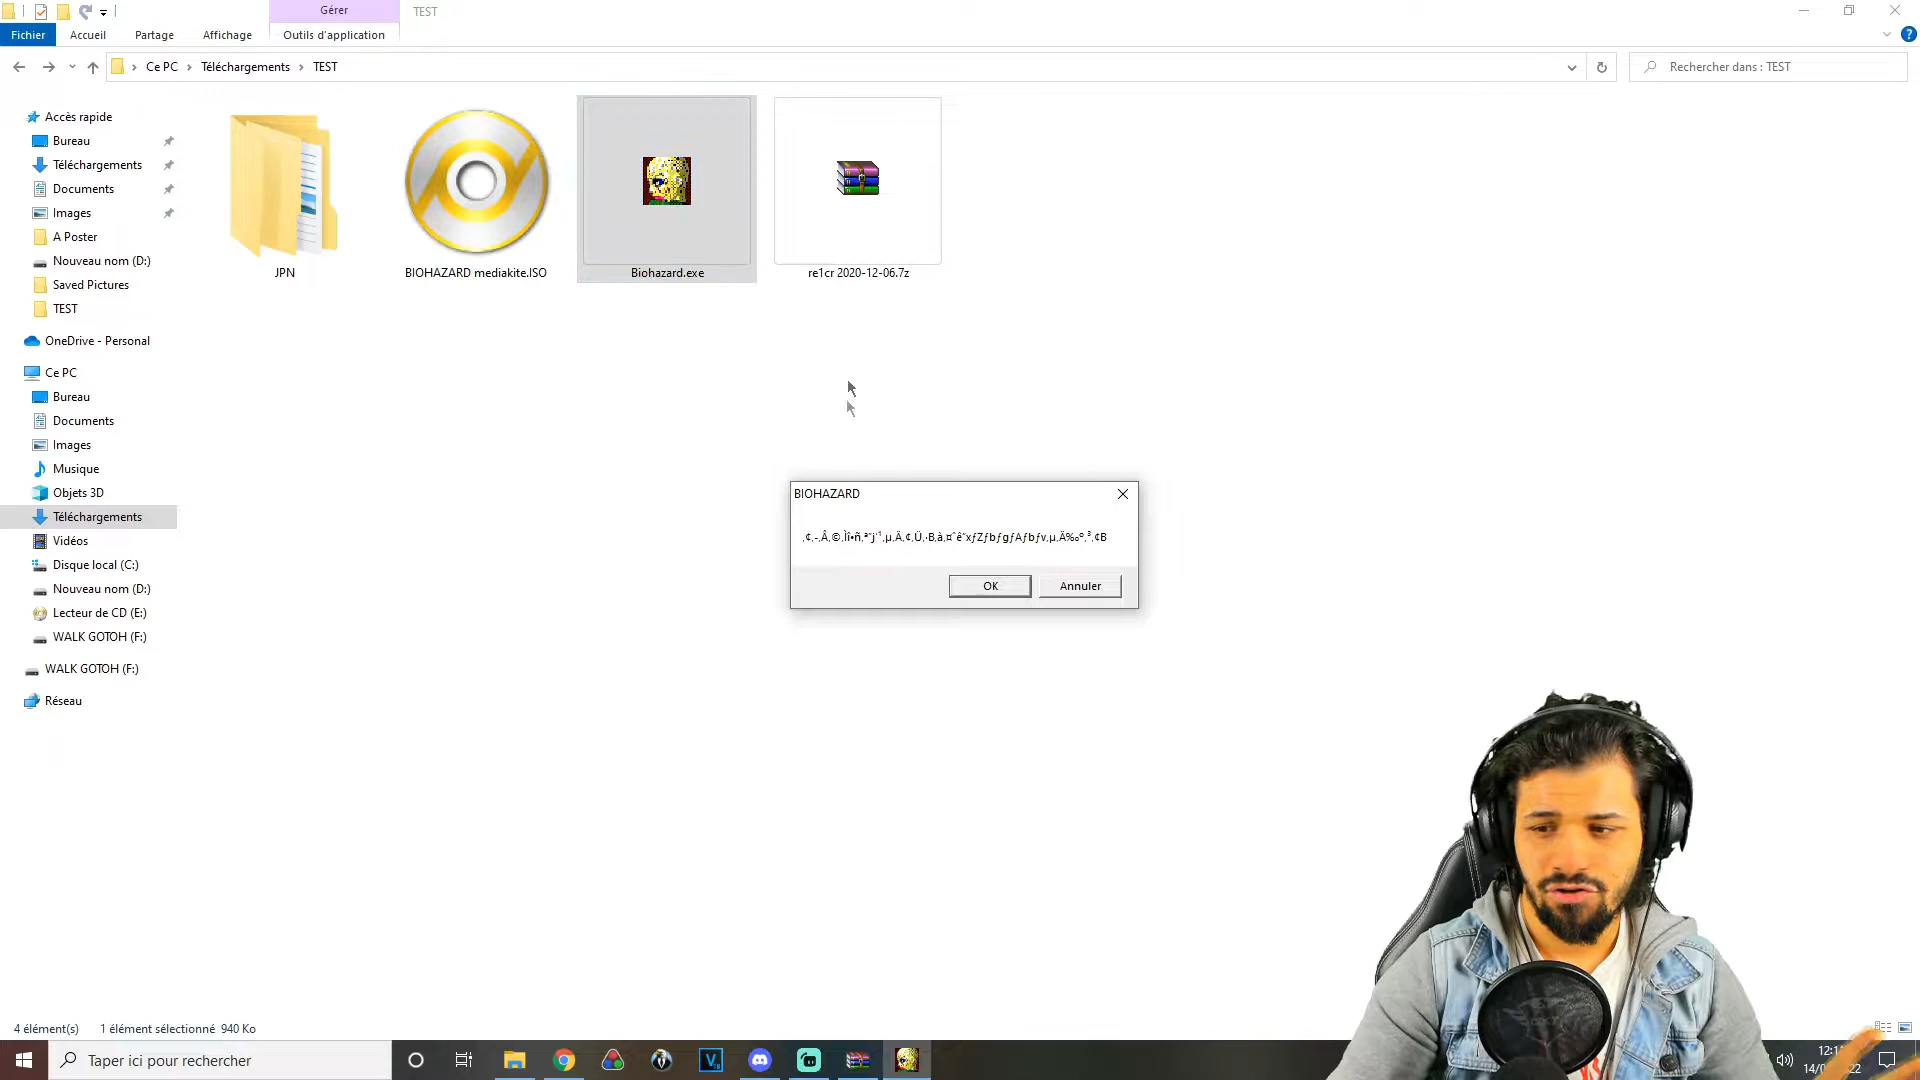 Gérer
TEST
Fichier
Accueil
Partage
Affichage
Outils d'application
Ce PC
Téléchargements
TEST
Rechercher dans : TEST
Accès rapide
Bureau
Téléchargements
Documents
Images
A Poster
Nouveau nom (D:)
Saved Pictures
TEST
OneDrive - Personal
Ce PC
Bureau
Documents
Images
Musique
Objets 3D
Téléchargements
Vidéos
Disque local (C:)
Nouveau nom (D:)
Lecteur de CD (E:)
WALK GOTOH (F:)
WALK GOTOH (F:)
Réseau
JPN
BIOHAZARD mediakite.ISO
Biohazard.exe
re1cr 2020-12-06.7z
BIOHAZARD
OK
Annuler
4 élément(s)
1 élément sélectionné 940 Ko
Taper ici pour rechercher